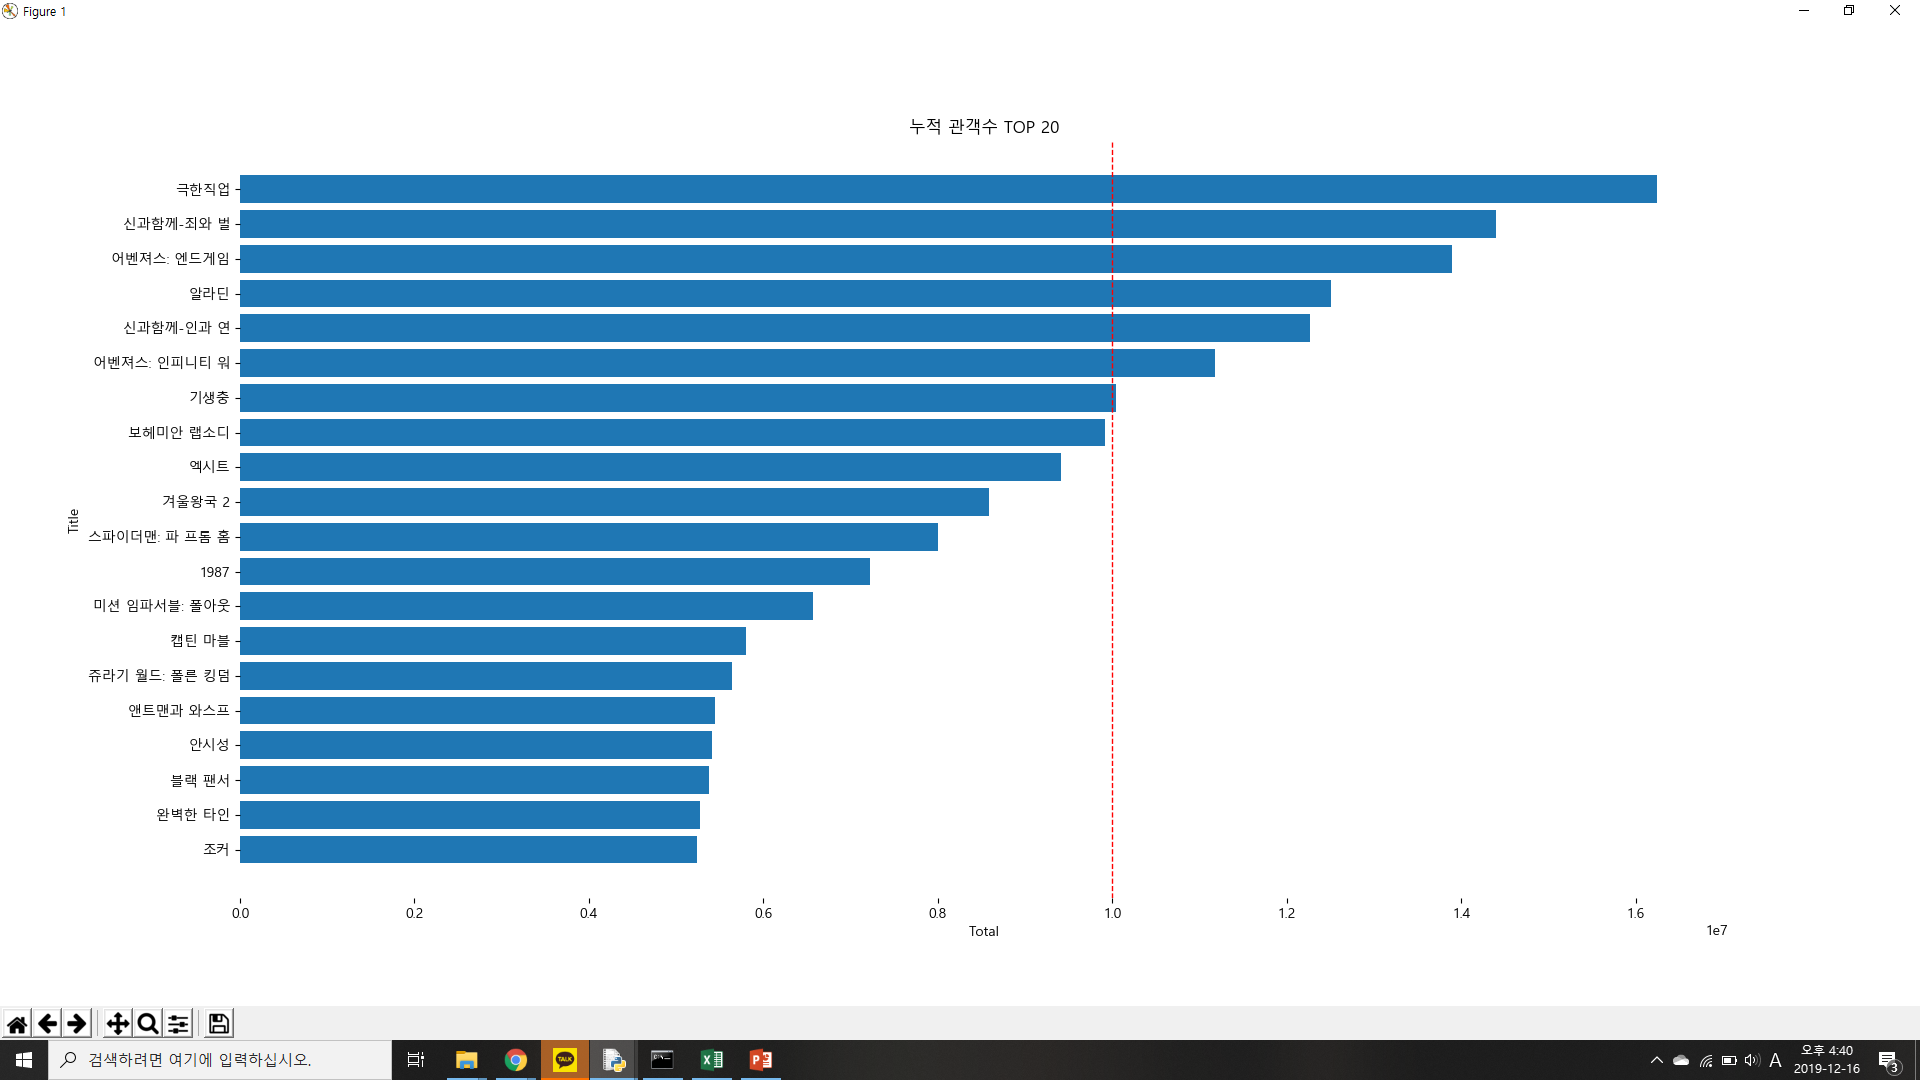 Figure 1
누적 관객수 TOP 20
극한직업
신과함께-죄와 벌
어벤져스: 엔드게임
알라딘
신과함께-인과 연
어벤져스: 인피니티 워
기생충
보헤미안 랩소디
엑시트
겨울왕국 2
스파이더맨: 파 프롬 홈
1987
미션 임파서블: 폴아웃
캡틴 마블
쥬라기 월드: 폴른 킹덤
앤트맨과 와스프
안시성
블랙 팬서
완벽한 타인
조커
Title
0.0 0.2 0.4 0.6 0.8 1.0 1.2 1.4 1.6
Total
1e7
검색하려면 여기에 입력하십시오.
TALK
A
오후 4:40
2019-12-16
3